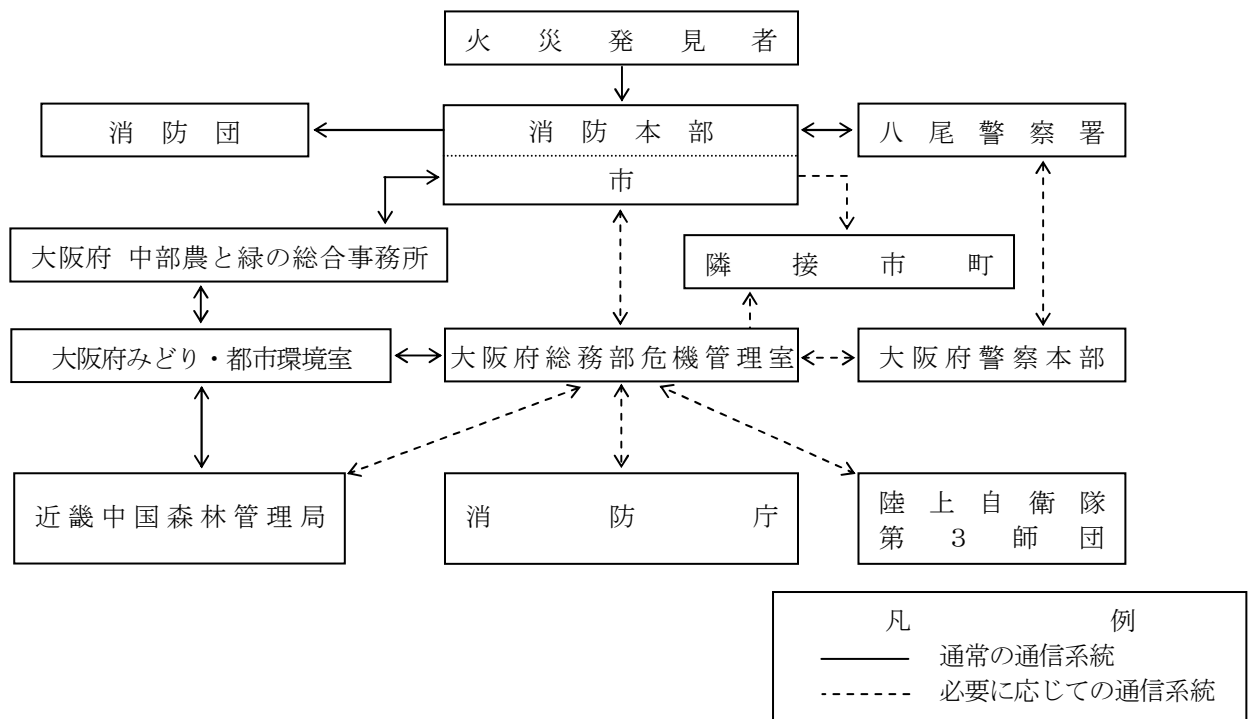 火災発見者
消防団
消防本部
八尾警察署
市
大阪府 中部農と緑の総合事務所
隣接市町
大阪府みどり・都市環境室
大阪府総務部危機管理室
大阪府警察本部
近畿中国森林管理局
消防庁
陸上自衛隊
第3師団
凡例
通常の通信系統
必要に応じての通信系統